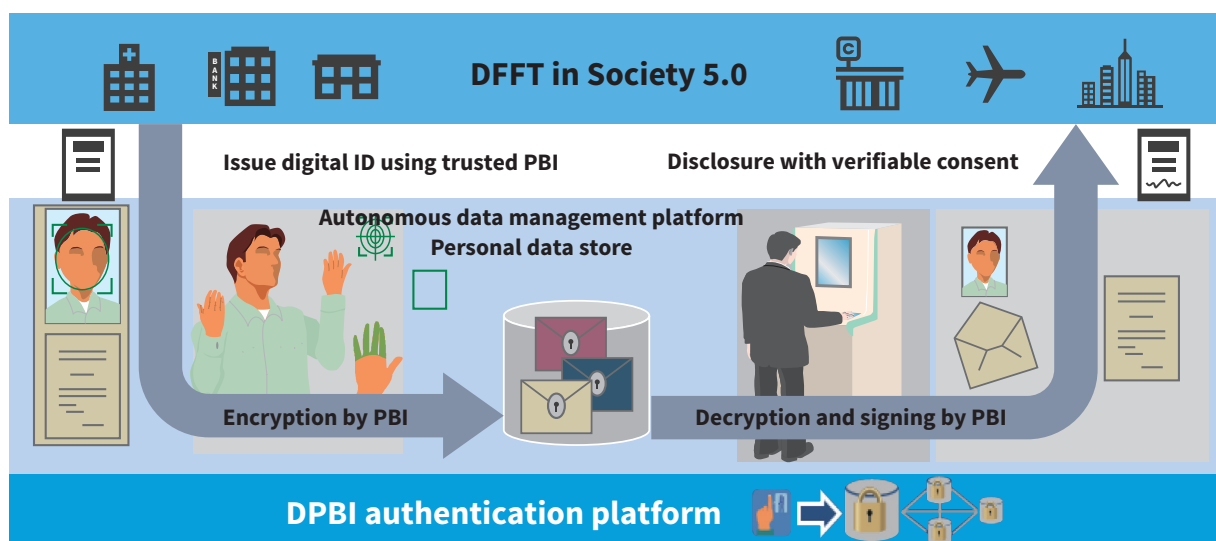 BANK
DFFT in Society 5.0
C
Issue digital ID using trusted PBI
Disclosure with verifiable consent
Autonomous data management platform
Personal data store
Encryption by PBI
Decryption and signing by PBI
DPBI authentication platform